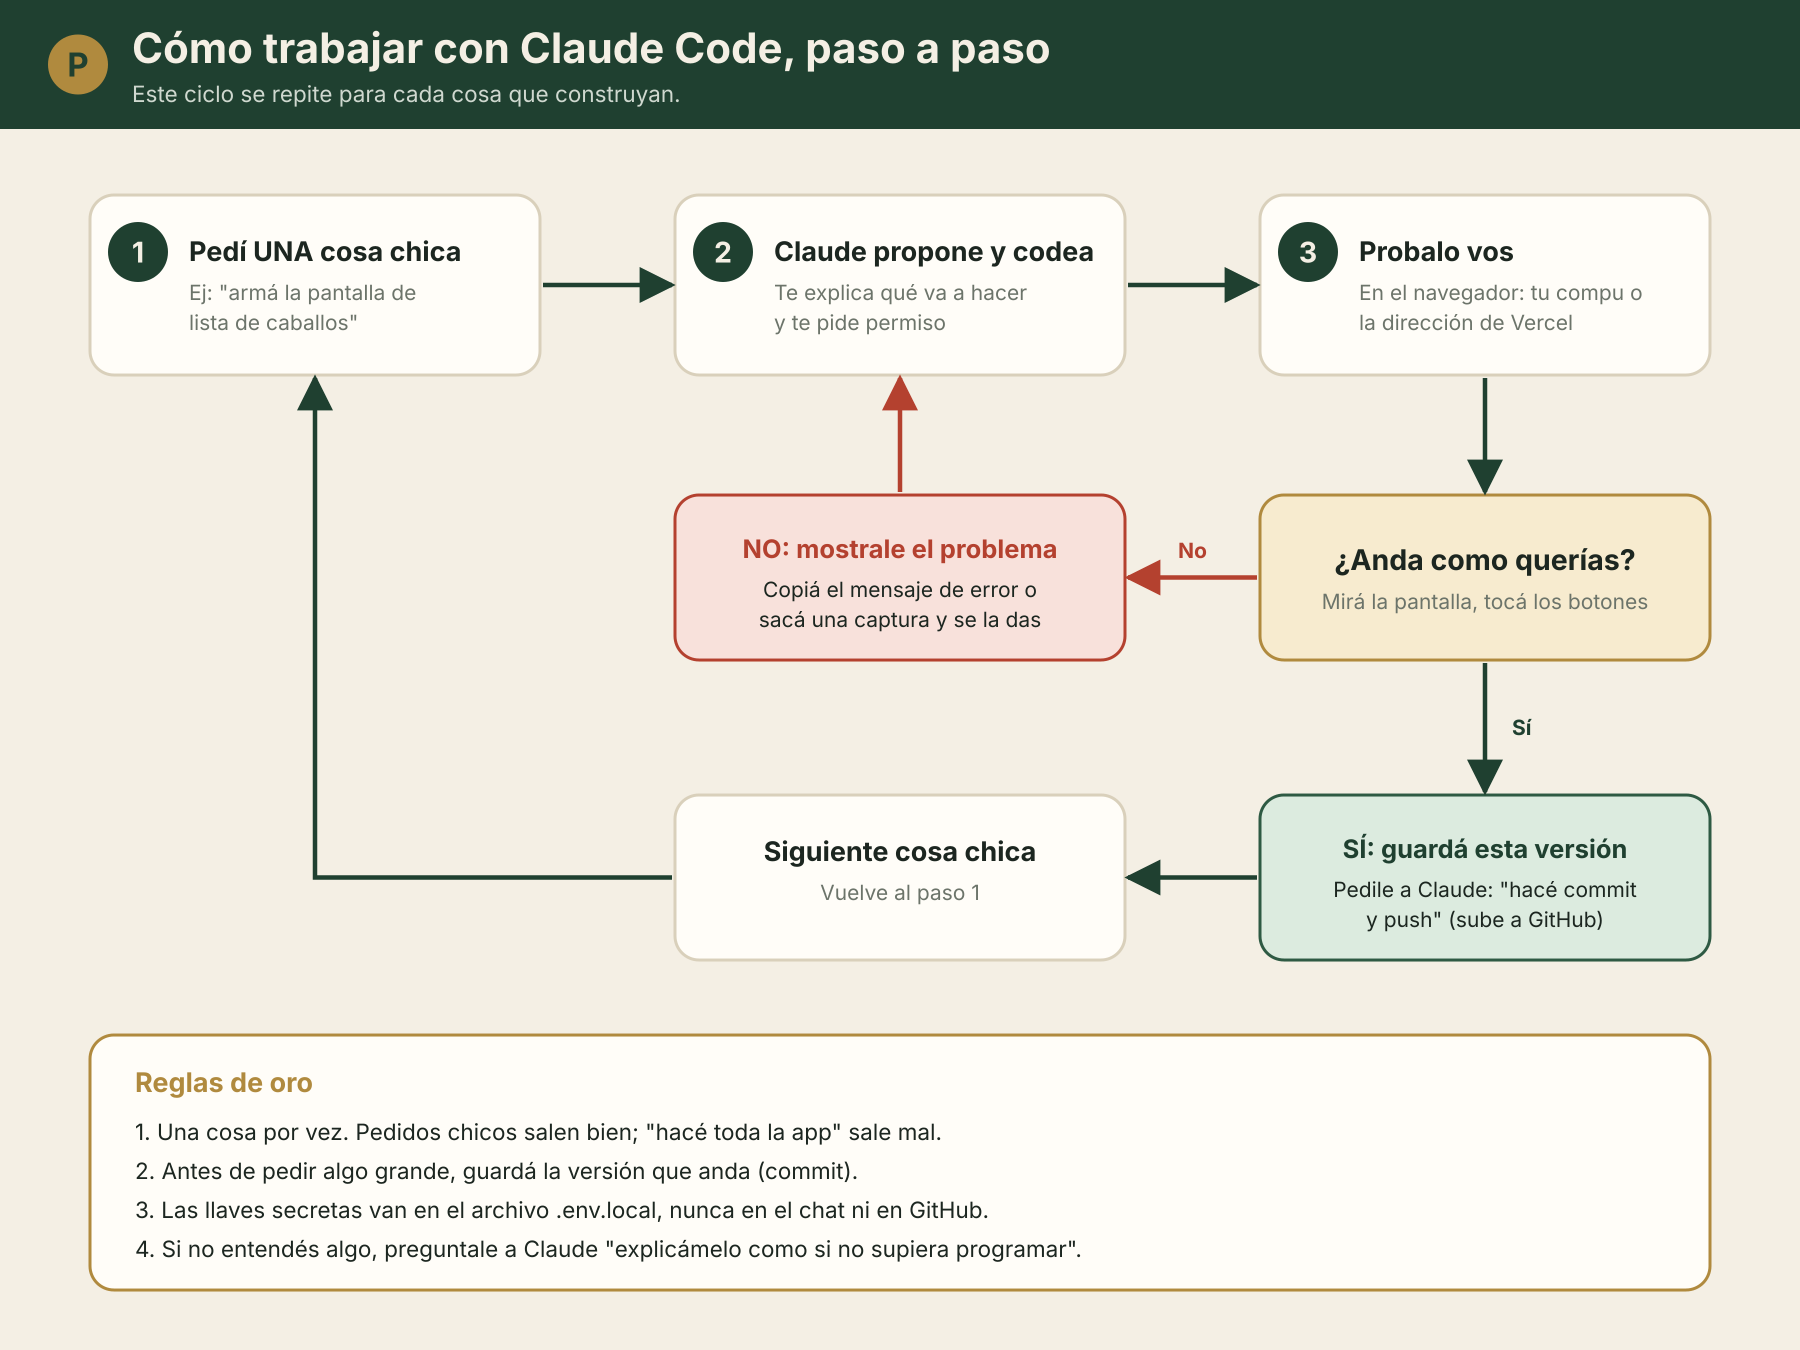 P
Cómo trabajar con Claude Code, paso a paso
Este ciclo se repite para cada cosa que construyan.
1
Pedí UNA cosa chica
Ej: "armá la pantalla de
lista de caballos"
2
Claude propone y codea
Te explica qué va a hacer
y te pide permiso
3
Probalo vos
En el navegador: tu compu o
la dirección de Vercel
NO: mostrale el problema
Copiá el mensaje de error o
sacá una captura y se la das
No
¿Anda como querías?
Mirá la pantalla, tocá los botones
Sí
Siguiente cosa chica
Vuelve al paso 1
SÍ: guardá esta versión
Pedile a Claude: "hacé commit
y push" (sube a GitHub)
Reglas de oro
1. Una cosa por vez. Pedidos chicos salen bien; "hacé toda la app" sale mal.
2. Antes de pedir algo grande, guardá la versión que anda (commit).
3. Las llaves secretas van en el archivo .env.local, nunca en el chat ni en GitHub.
4. Si no entendés algo, preguntale a Claude "explicámelo como si no supiera programar".